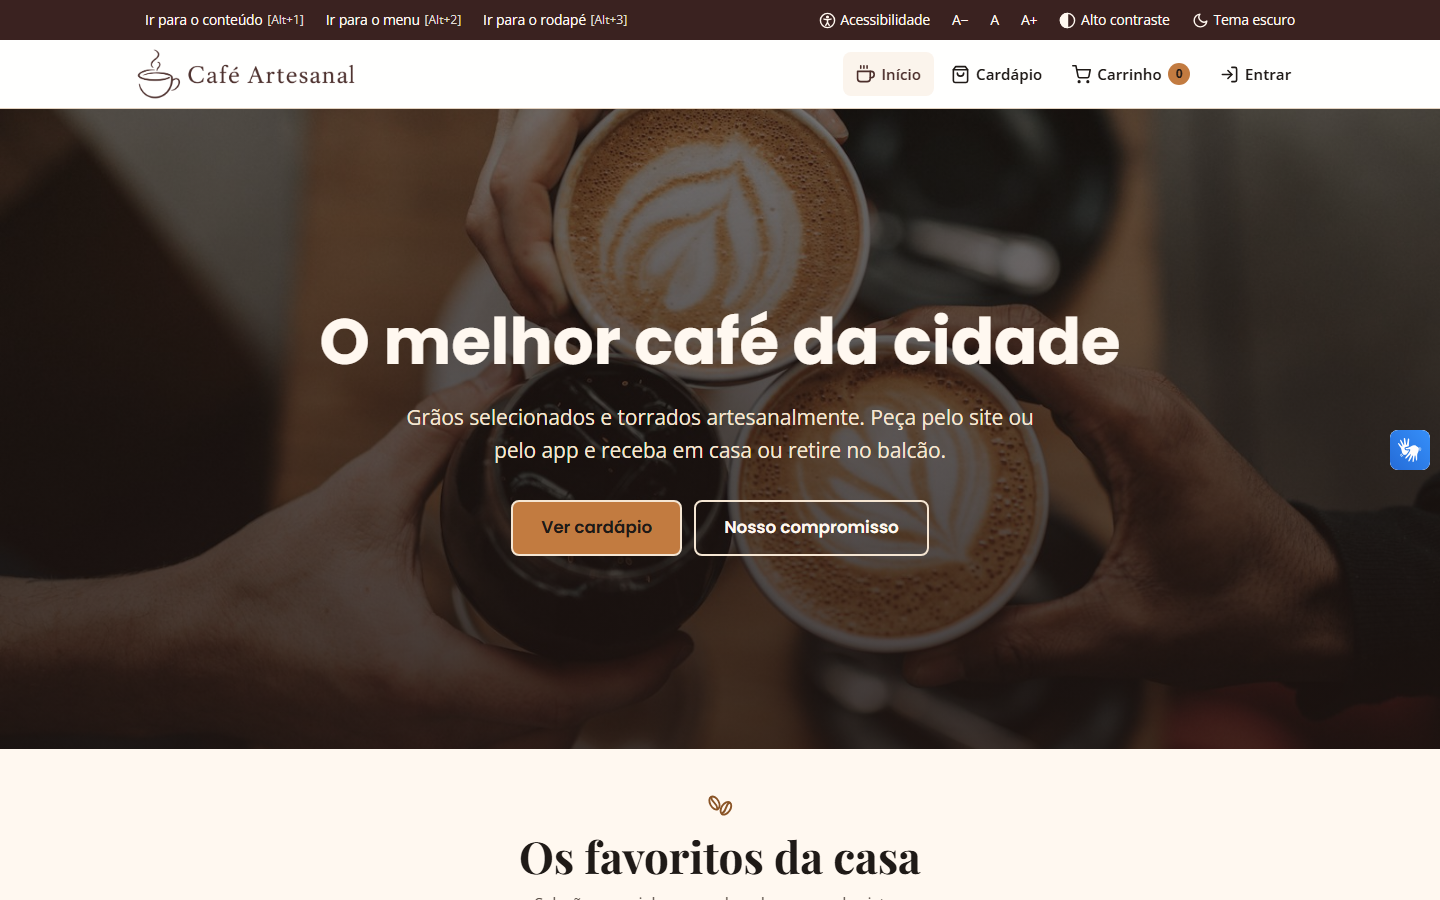 Ir para o conteúdo [Alt+1] Ir para o menu [Alt+2] Ir para o rodapé [Alt+3] Acessibilidade A− A A+ Alto contraste Tema escuro
Café Artesanal Início Cardápio Carrinho 0 Entrar
O melhor café da cidade
Grãos selecionados e torrados artesanalmente. Peça pelo site ou
pelo app e receba em casa ou retire no balcão.
Ver cardápio Nosso compromisso
Os favoritos da casa